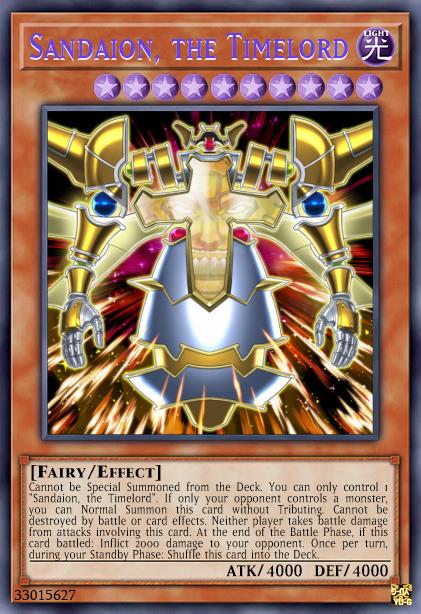 SANDAION, THE TIMELORD
LIGHT
光
[FAIRY/EFFECT]
Cannot be Special Summoned from the Deck. You can only control 1
"Sandaion, the Timelord". If only your opponent controls a monster,
you can Normal Summon this card without Tributing. Cannot be
destroyed by battle or card effects. Neither player takes battle damage
from attacks involving this card. At the end of the Battle Phase, if this
card battled: Inflict 2000 damage to your opponent. Once per turn,
during your Standby Phase: Shuffle this card into the Deck.
ATK/4000 DEF/4000
33015627